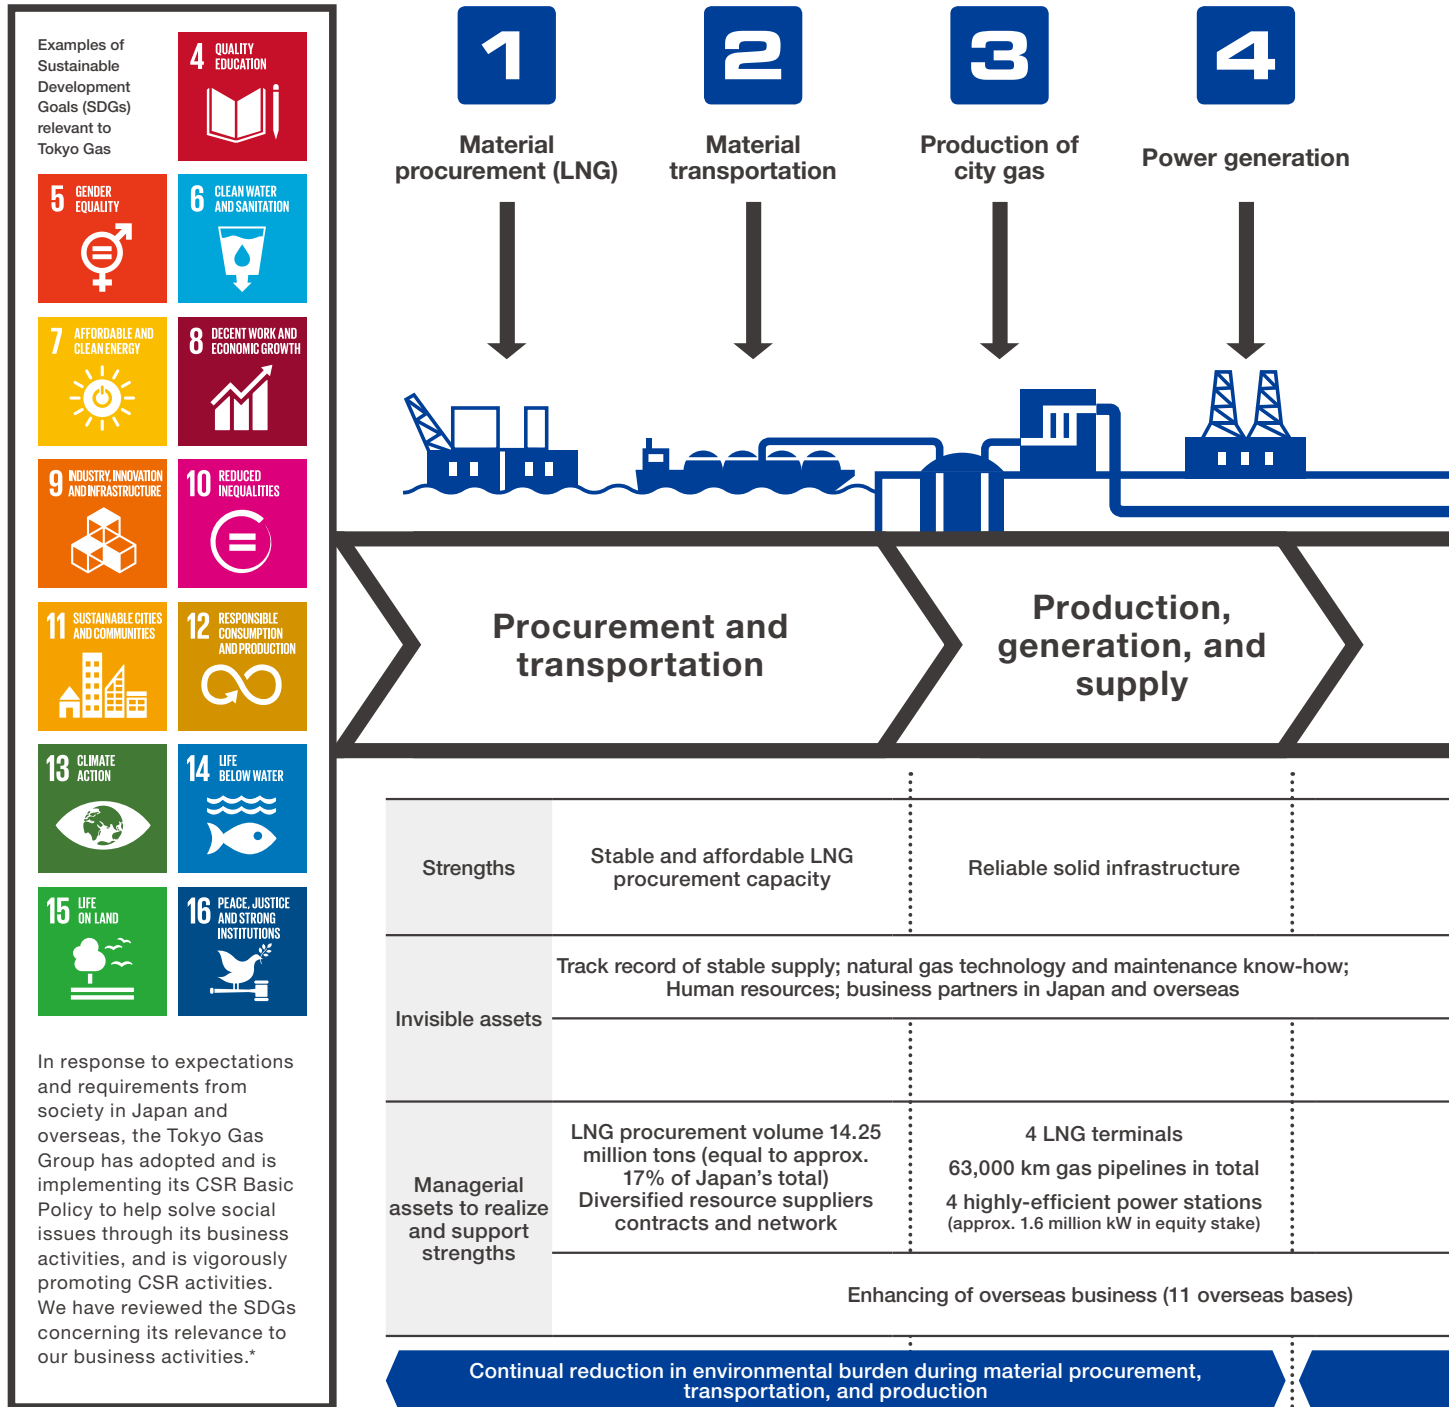 Examples of
Sustainable
Development
Goals (SDGs)
relevant to
Tokyo Gas
4 QUALITY
EDUCATION
5 GENDER
EQUALITY
6 CLEAN WATER
AND SANITATION
7 AFFORDABLE AND
CLEAN ENERGY
8 DECENT WORK AND
ECONOMIC GROWTH
9 INDUSTRY, INNOVATION
AND INFRASTRUCTURE
10 REDUCED
INEQUALITIES
11 SUSTAINABLE CITIES
AND COMMUNITIES
12 RESPONSIBLE
CONSUMPTION
AND PRODUCTION
13 CLIMATE
ACTION
14 LIFE
BELOW WATER
15 LIFE
ON LAND
16 PEACE, JUSTICE
AND STRONG
INSTITUTIONS
In response to expectations
and requirements from
society in Japan and
overseas, the Tokyo Gas
Group has adopted and is
implementing its CSR Basic
Policy to help solve social
issues through its business
activities, and is vigorously
promoting CSR activities.
We have reviewed the SDGs
concerning its relevance to
our business activities.*
1
Material
procurement (LNG)
2
Material
transportation
3
Production of
city gas
4
Power generation
Procurement and
transportation
Production,
generation, and
supply
Strengths
Stable and affordable LNG
procurement capacity
Reliable solid infrastructure
Invisible assets
Track record of stable supply; natural gas technology and maintenance know-how;
Human resources; business partners in Japan and overseas
Managerial
assets to realize
and support
strengths
LNG procurement volume 14.25
million tons (equal to approx.
17% of Japan's total)
Diversified resource suppliers
contracts and network
4 LNG terminals
63,000 km gas pipelines in total
4 highly-efficient power stations
(approx. 1.6 million kW in equity stake)
Enhancing of overseas business (11 overseas bases)
Continual reduction in environmental burden during material procurement,
transportation, and production